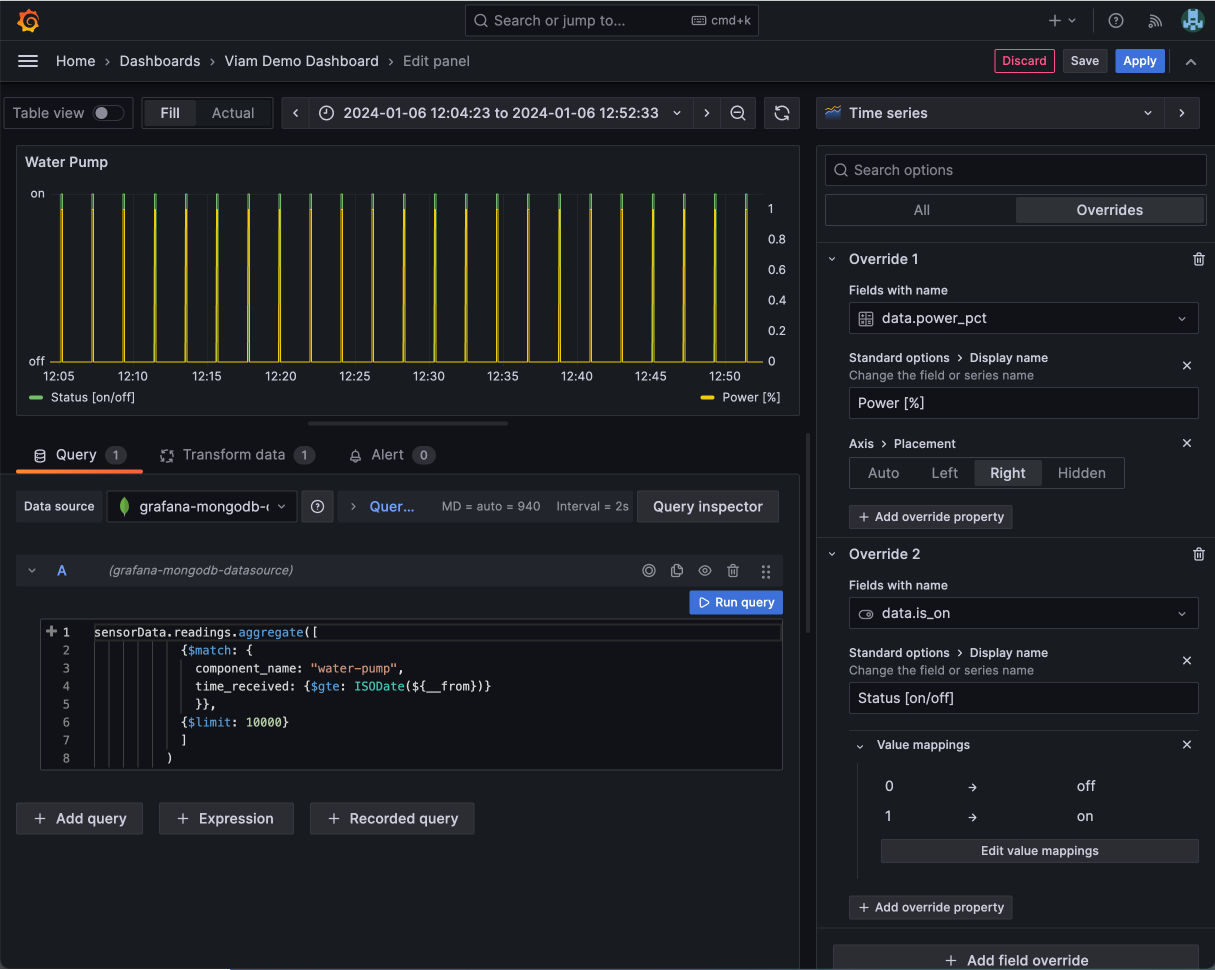 Search or jump to... cmd+k
Home › Dashboards › Viam Demo Dashboard › Edit panel
Discard Save Apply
Table view Fill Actual 2024-01-06 12:04:23 to 2024-01-06 12:52:33
Time series
Water Pump
on
off
1
0.8
0.6
0.4
0.2
0
12:05 12:10 12:15 12:20 12:25 12:30 12:35 12:40 12:45 12:50
Status [on/off] Power [%]
Query 1 Transform data 1 Alert 0
Data source grafana-mongodb-c Quer... MD = auto = 940 Interval = 2s Query inspector
A (grafana-mongodb-datasource)
Run query
1 sensorData.readings.aggregate([
2 {$match: {
3 component_name: "water-pump",
4 time_received: {$gte: ISODate(${__from})}
5 }},
6 {$limit: 10000}
7 ]
8 )
+ Add query + Expression + Recorded query
Search options
All Overrides
Override 1
Fields with name
data.power_pct
Standard options > Display name
Change the field or series name
Power [%]
Axis > Placement
Auto Left Right Hidden
+ Add override property
Override 2
Fields with name
data.is_on
Standard options > Display name
Change the field or series name
Status [on/off]
Value mappings
0 → off
1 → on
Edit value mappings
+ Add override property
+ Add field override